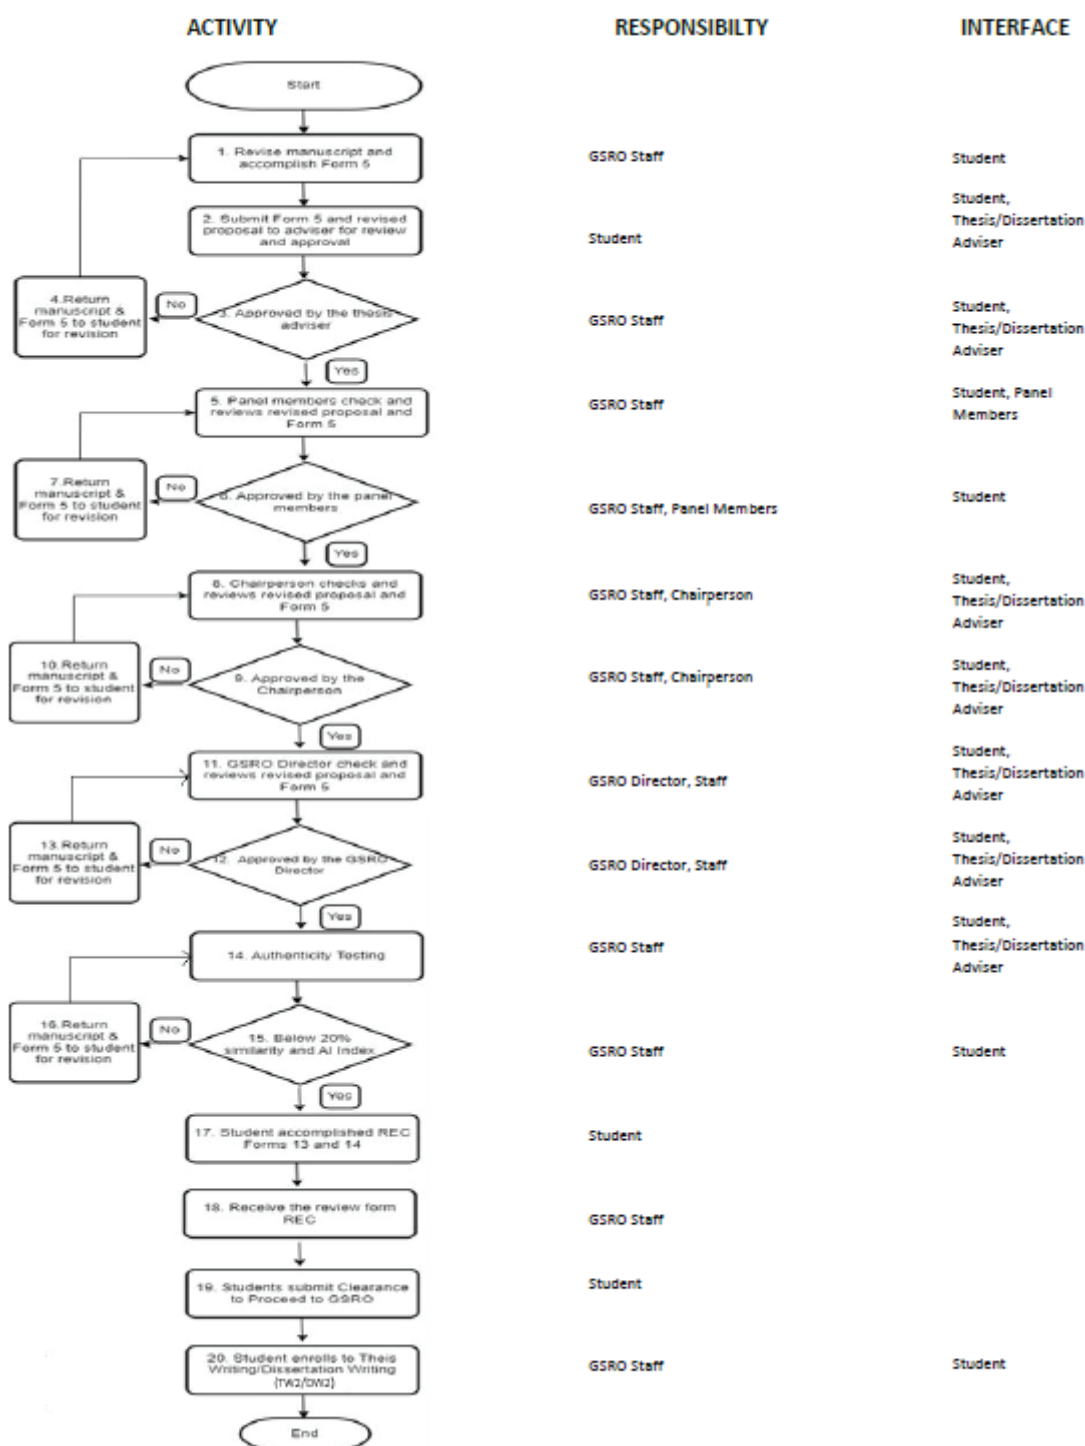 ACTIVITY RESPONSIBILTY INTERFACE
Start
1. Revise manuscript and
accomplish Form 5
GSRO Staff
Student
2. Submit Form 5 and revised
proposal to adviser for review
and approval
Student
Student,
Thesis/Dissertation
Adviser
3. Approved by the thesis
adviser
No
Yes
4.Return
manuscript &
Form 5 to student
for revision
GSRO Staff
Student,
Thesis/Dissertation
Adviser
5. Panel members check and
reviews revised proposal and
Form 5
GSRO Staff
Student, Panel
Members
6. Approved by the panel
members
No
Yes
7.Return
manuscript &
Form 5 to student
for revision
GSRO Staff, Panel Members
Student
8. Chairperson checks and
reviews revised proposal and
Form 5
GSRO Staff, Chairperson
Student,
Thesis/Dissertation
Adviser
9. Approved by the
Chairperson
No
Yes
10.Return
manuscript &
Form 5 to student
for revision
GSRO Staff, Chairperson
Student,
Thesis/Dissertation
Adviser
11. GSRO Director check and
reviews revised proposal and
Form 5
GSRO Director, Staff
Student,
Thesis/Dissertation
Adviser
12. Approved by the GSRO
Director
No
Yes
13.Return
manuscript &
Form 5 to student
for revision
GSRO Director, Staff
Student,
Thesis/Dissertation
Adviser
14. Authenticity Testing
GSRO Staff
Student,
Thesis/Dissertation
Adviser
15. Below 20%
similarity and AI Index
No
Yes
16.Return
manuscript &
Form 5 to student
for revision
GSRO Staff
Student
17. Student accomplished REC
Forms 13 and 14
Student
18. Receive the review form
REC
GSRO Staff
19. Students submit Clearance
to Proceed to GSRO
Student
20. Student enrolls to Theis
Writing/Dissertation Writing
(TW2/DW2)
GSRO Staff
Student
End